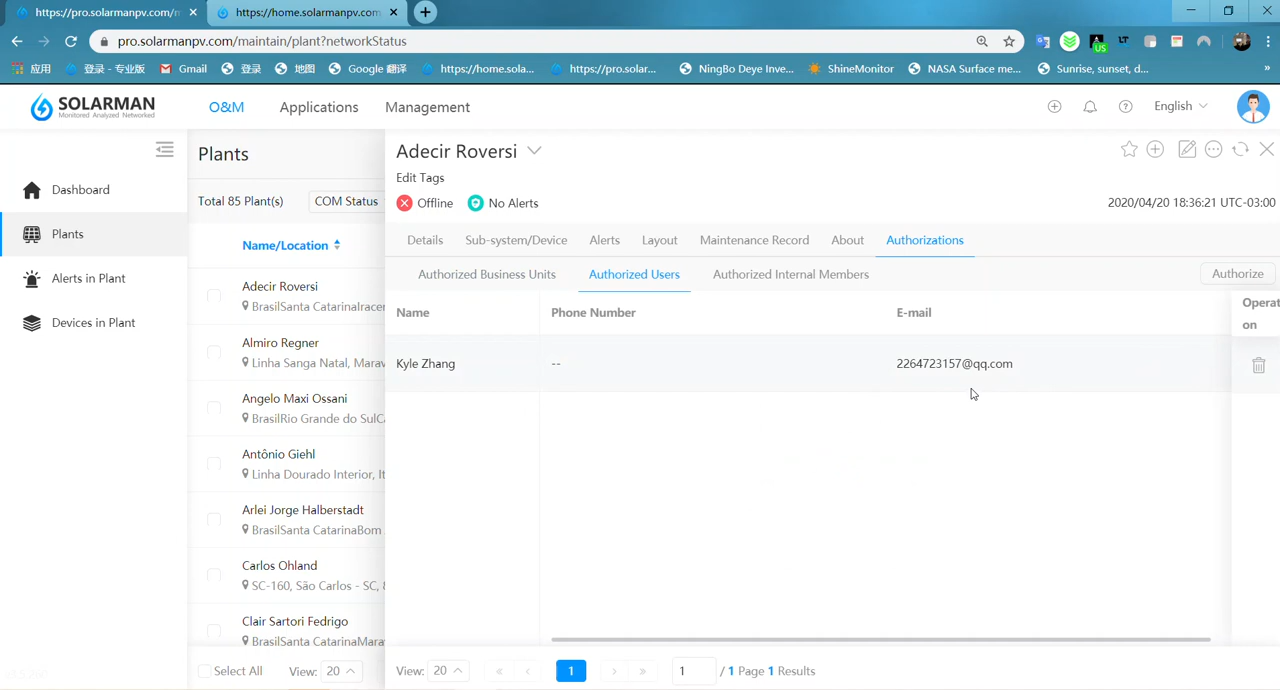 https://pro.solarmanpv.com/n
https://home.solarmanpv.com
pro.solarmanpv.com/maintain/plant?networkStatus
US
LT
应用
登录 - 专业版
Gmail
登录
地图
Google 翻译
https://home.sola...
https://pro.solar...
NingBo Deye Inve...
ShineMonitor
NASA Surface me...
Sunrise, sunset, d...
»
SOLARMAN
Monitored Analyzed Networked
O&M
Applications
Management
English
Dashboard
Plants
Alerts in Plant
Devices in Plant
Plants
Total 85 Plant(s)
COM Status
Name/Location
Adecir Roversi
BrasilSanta CatarinaIracer
Almiro Regner
Linha Sanga Natal, Marav
Angelo Maxi Ossani
BrasilRio Grande do SulCa
Antônio Giehl
Linha Dourado Interior, It
Arlei Jorge Halberstadt
BrasilSanta CatarinaBom
Carlos Ohland
SC-160, São Carlos - SC, 8
Clair Sartori Fedrigo
BrasilSanta CatarinaMara
Select All
View: 20
Adecir Roversi
Edit Tags
Offline
No Alerts
2020/04/20 18:36:21 UTC-03:00
Details
Sub-system/Device
Alerts
Layout
Maintenance Record
About
Authorizations
Authorized Business Units
Authorized Users
Authorized Internal Members
Authorize
Name
Phone Number
E-mail
Operati
on
Kyle Zhang
--
2264723157@qq.com
View: 20
« ‹ 1 › » 1 / 1 Page 1 Results